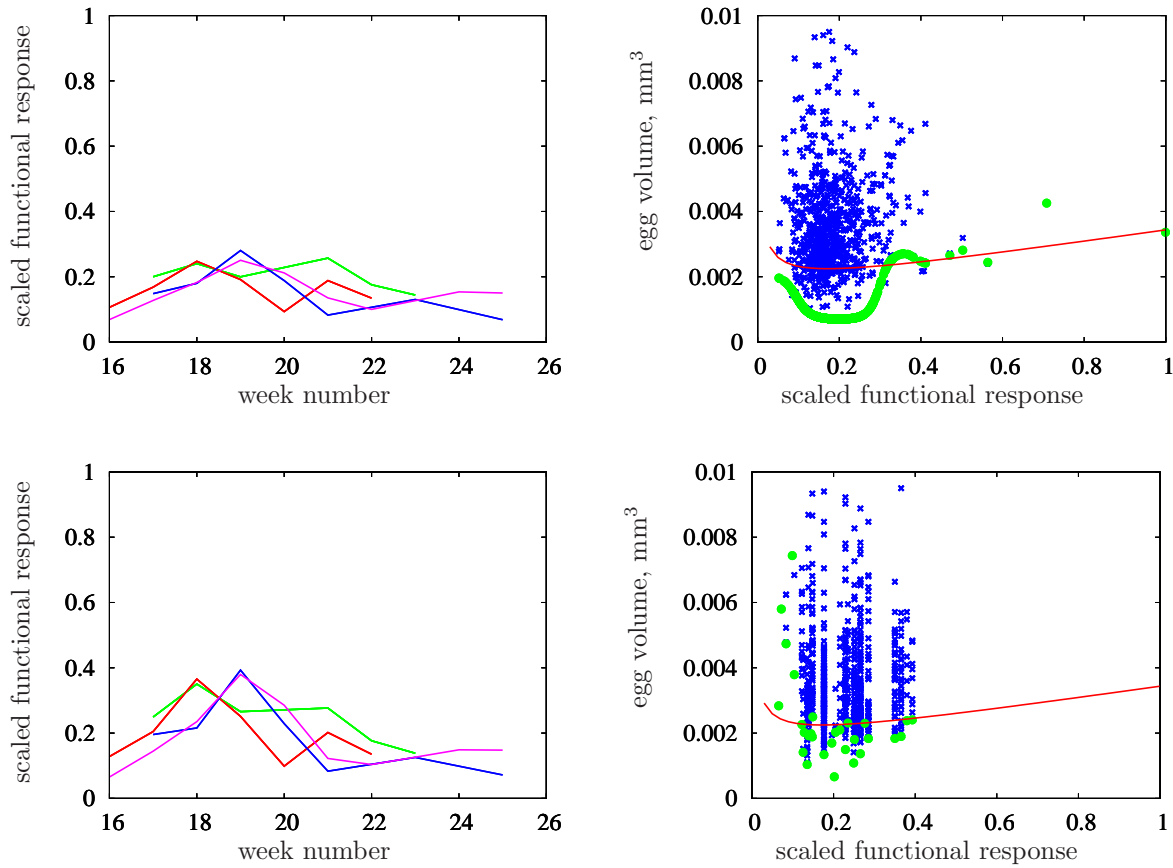 scaled functional response
1
0.8
0.6
0.4
0.2
0
16 18 20 22 24 26
week number
egg volume, mm³
0.01
0.008
0.006
0.004
0.002
0
0 0.2 0.4 0.6 0.8 1
scaled functional response
scaled functional response
1
0.8
0.6
0.4
0.2
0
16 18 20 22 24 26
week number
egg volume, mm³
0.01
0.008
0.006
0.004
0.002
0
0 0.2 0.4 0.6 0.8 1
scaled functional response